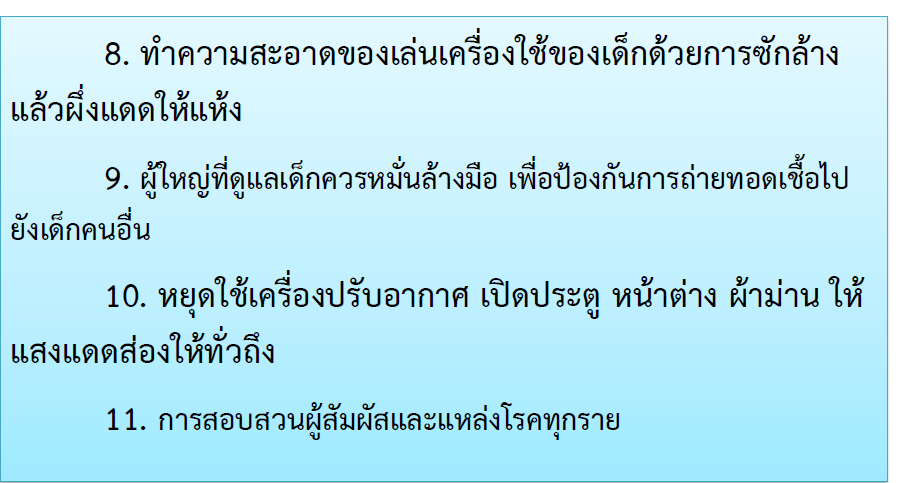 8. ทำความสะอาดของเล่นเครื่องใช้ของเด็กด้วยการซักล้าง
แล้วผึ่งแดดให้แห้ง
9. ผู้ใหญ่ที่ดูแลเด็กควรหมั่นล้างมือ เพื่อป้องกันการถ่ายทอดเชื้อไป
ยังเด็กคนอื่น
10. หยุดใช้เครื่องปรับอากาศ เปิดประตู หน้าต่าง ผ้าม่าน ให้
แสงแดดส่องให้ทั่วถึง
11. การสอบสวนผู้สัมผัสและแหล่งโรคทุกราย